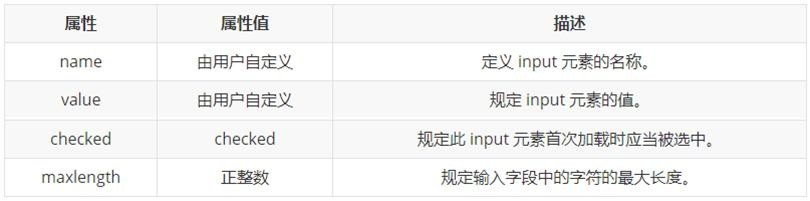 属性 属性值 描述
name 由用户自定义 定义 input 元素的名称。
value 由用户自定义 规定 input 元素的值。
checked checked 规定此 input 元素首次加载时应当被选中。
maxlength 正整数 规定输入字段中的字符的最大长度。